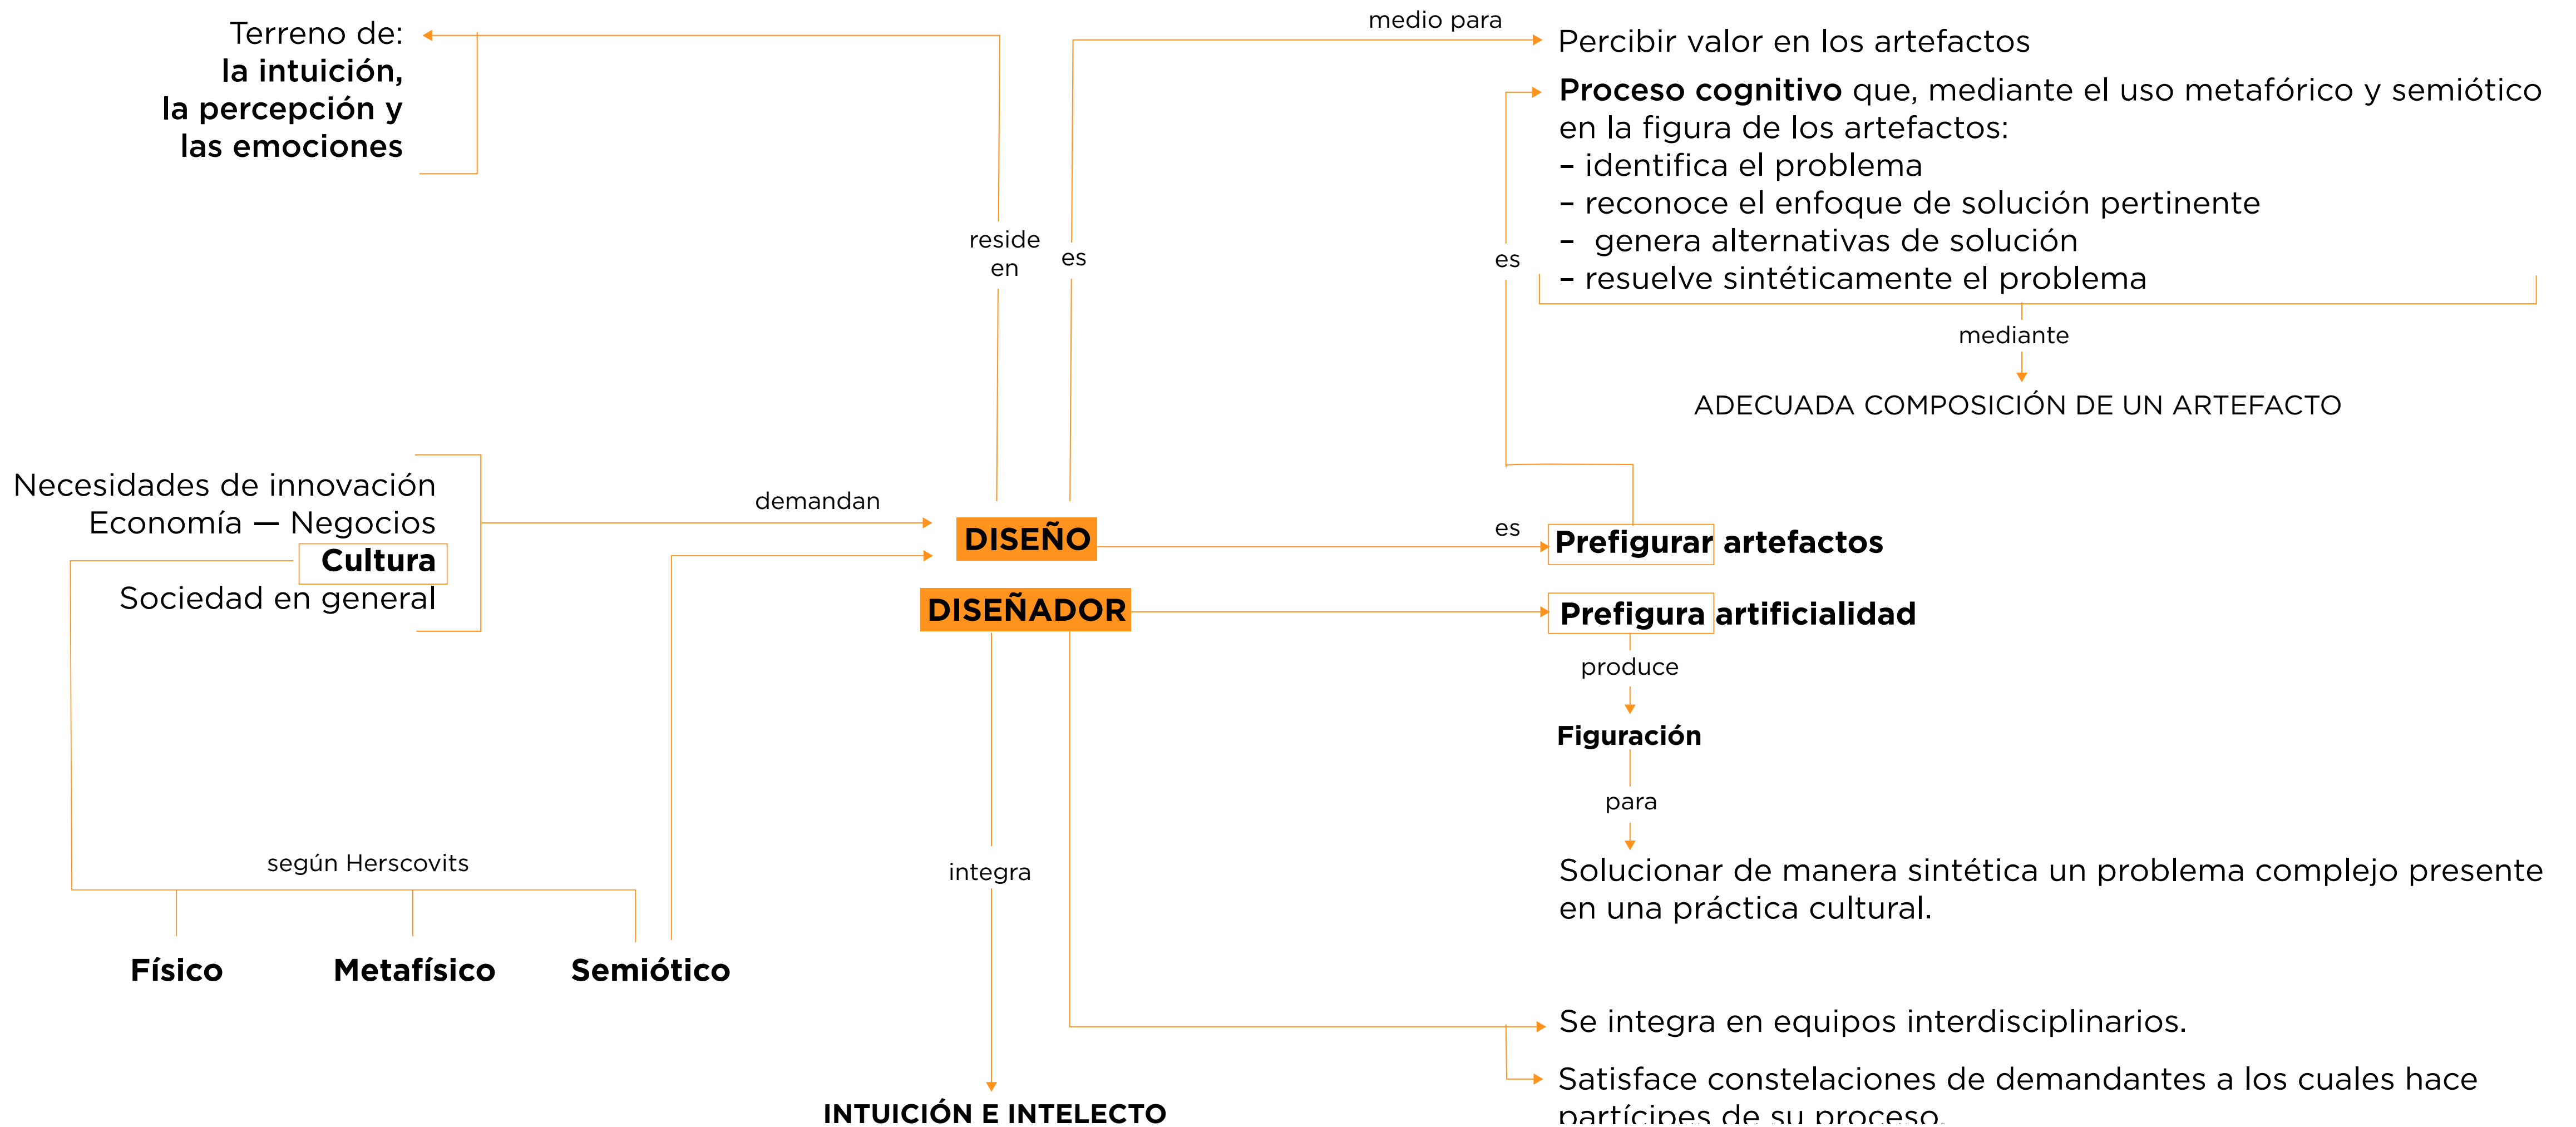 Terreno de:
la intuición,
la percepción y
las emociones
medio para
Percibir valor en los artefactos
Proceso cognitivo que, mediante el uso metafórico y semiótico
en la figura de los artefactos:
– identifica el problema
– reconoce el enfoque de solución pertinente
– genera alternativas de solución
– resuelve sintéticamente el problema
reside
en
es
es
mediante
ADECUADA COMPOSICIÓN DE UN ARTEFACTO
Necesidades de innovación
Economía — Negocios
Cultura
Sociedad en general
demandan
DISEÑO
es
Prefigurar artefactos
DISEÑADOR
Prefigura artificialidad
produce
Figuración
para
Solucionar de manera sintética un problema complejo presente
en una práctica cultural.
según Herscovits
Físico
Metafísico
Semiótico
integra
INTUICIÓN E INTELECTO
Se integra en equipos interdisciplinarios.
Satisface constelaciones de demandantes a los cuales hace
partícipes de su proceso.